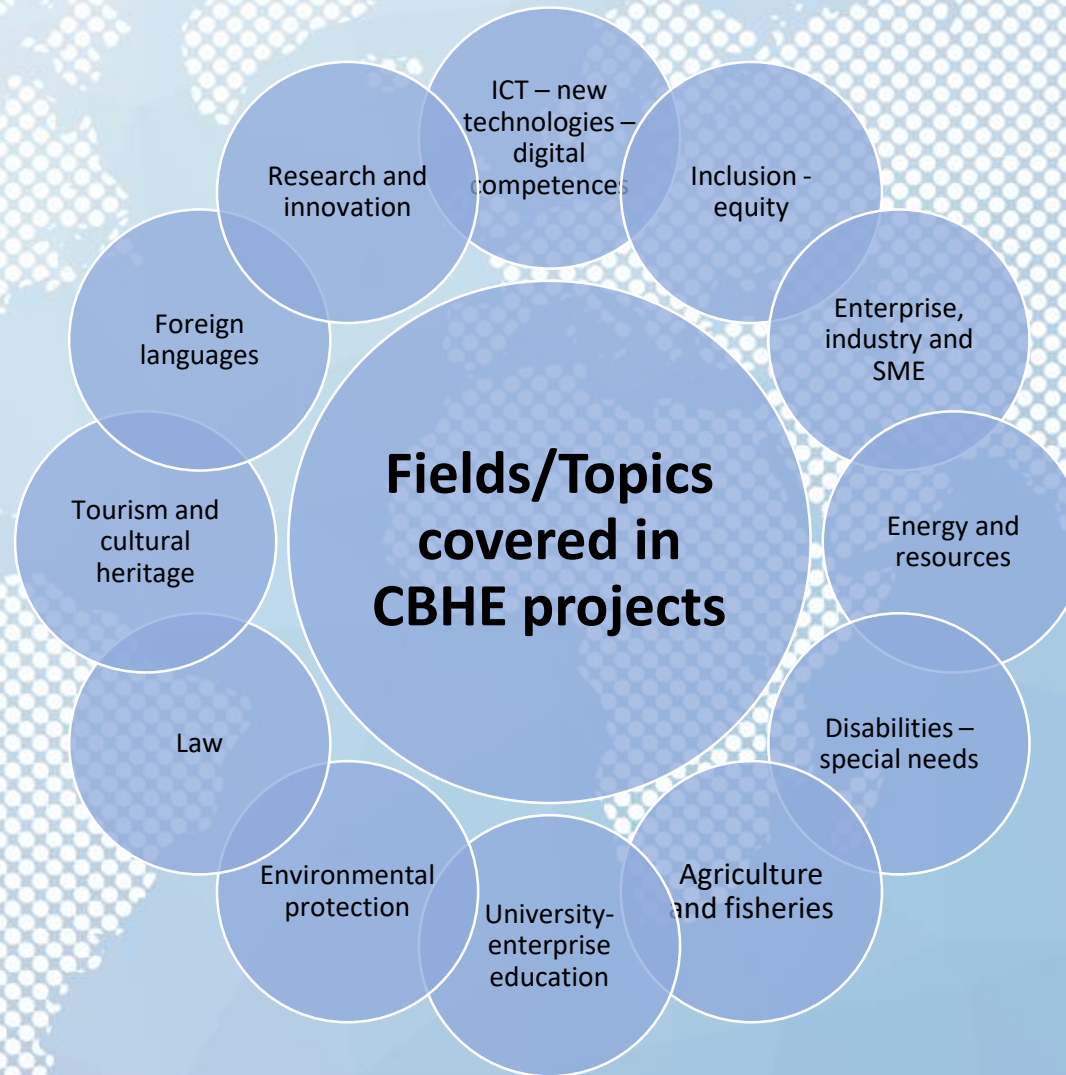 ICT – new
technologies –
digital
competences
Inclusion -
equity
Enterprise,
industry and
SME
Energy and
resources
Disabilities –
special needs
Agriculture
and fisheries
University-
enterprise
education
Environmental
protection
Law
Tourism and
cultural
heritage
Foreign
languages
Research and
innovation
Fields/Topics
covered in
CBHE projects